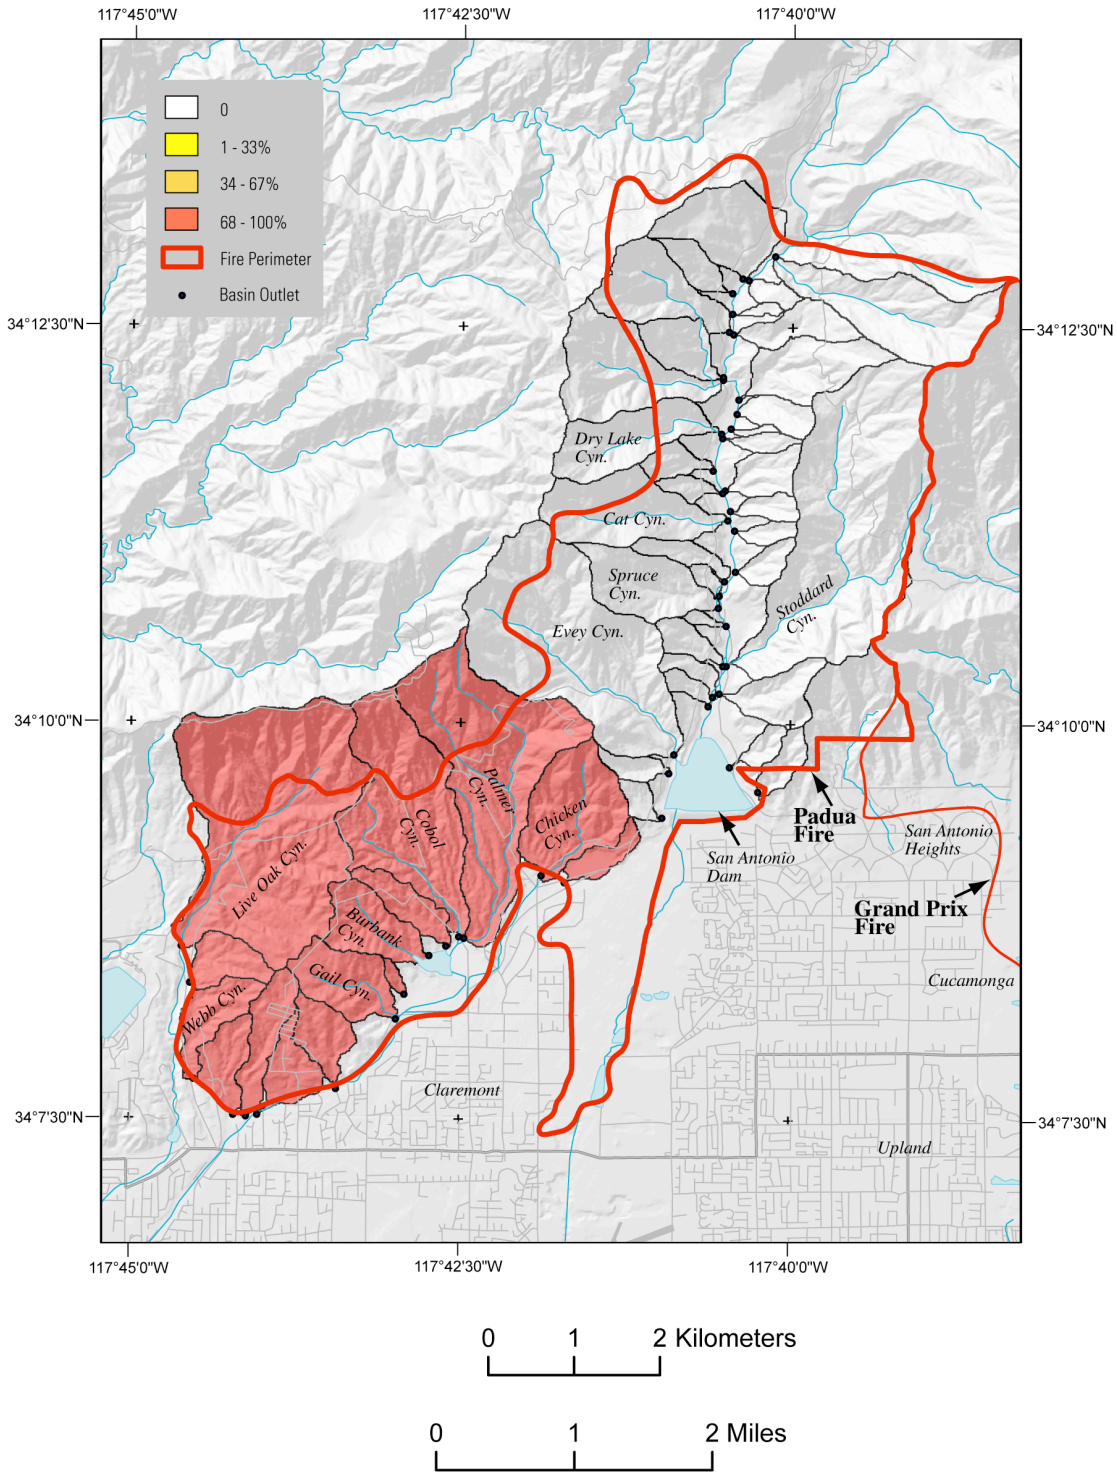 117°45'0"W
117°42'30"W
117°40'0"W
0
1 - 33%
34 - 67%
68 - 100%
Fire Perimeter
Basin Outlet
34°12'30"N
34°12'30"N
Dry Lake
Cyn.
Cat Cyn.
Spruce
Cyn.
Stoddard
Cyn.
Evey Cyn.
34°10'0"N
34°10'0"N
Palmer
Cyn.
Chicken
Cyn.
Cobol
Cyn.
Padua
Fire
San Antonio
Heights
San Antonio
Dam
Live Oak Cyn.
Grand Prix
Fire
Burbank
Cyn.
Gail Cyn.
Cucamonga
Webb Cyn.
Claremont
34°7'30"N
34°7'30"N
Upland
117°45'0"W
117°42'30"W
117°40'0"W
0 1 2 Kilometers
0 1 2 Miles